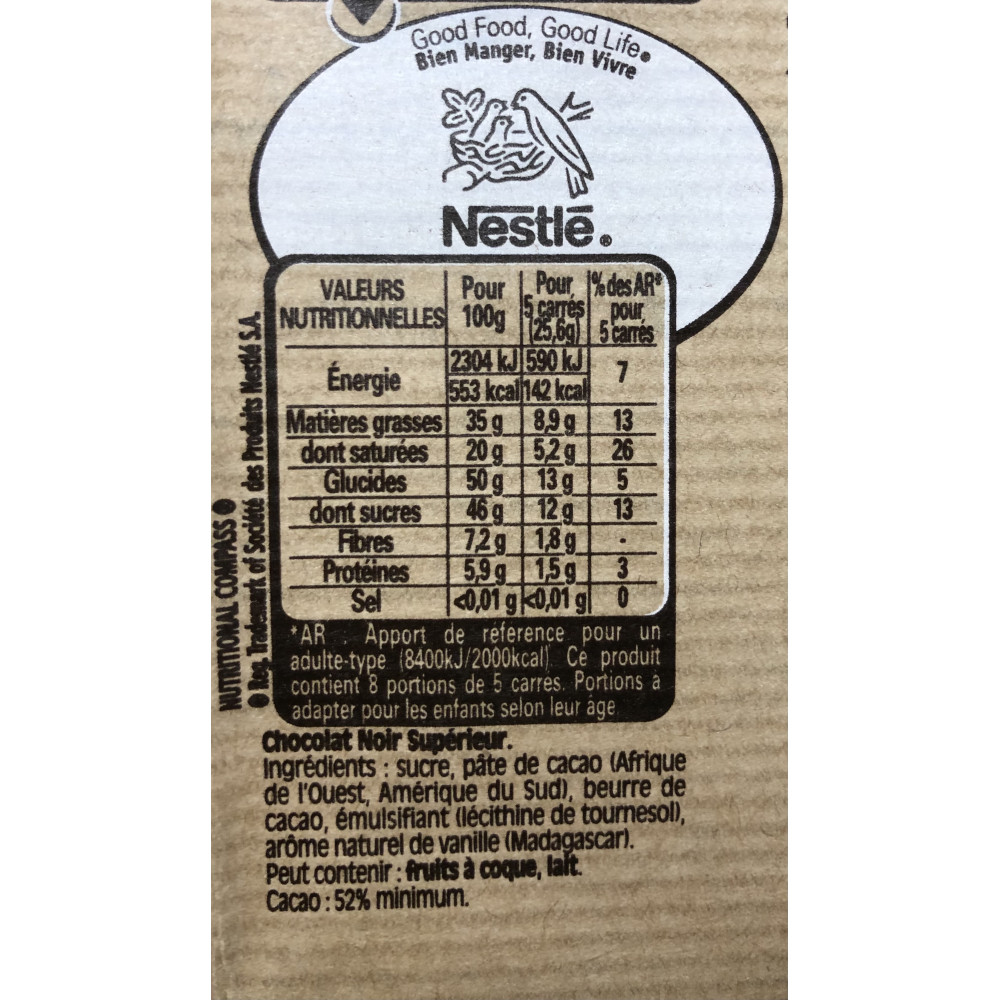 Good Food, Good Life®
Bien Manger, Bien Vivre
Nestlé®
VALEURS NUTRITIONNELLES Pour 100g Pour 5 carrés (25,6g) % des AR* pour 5 carrés
Énergie 2304 kJ 590 kJ 7
553 kcal 142 kcal
Matières grasses 35 g 8,9 g 13
dont saturées 20 g 5,2 g 26
Glucides 50 g 13 g 5
dont sucres 46 g 12 g 13
Fibres 7,2 g 1,8 g -
Protéines 5,9 g 1,5 g 3
Sel <0,01 g <0,01 g 0
*AR : Apport de référence pour un
adulte-type (8400kJ/2000kcal). Ce produit
contient 8 portions de 5 carrés. Portions à
adapter pour les enfants selon leur âge.
NUTRITIONAL COMPASS ®
® Reg. Trademark of Société des Produits Nestlé S.A.
Chocolat Noir Supérieur.
Ingrédients : sucre, pâte de cacao (Afrique
de l'Ouest, Amérique du Sud), beurre de
cacao, émulsifiant (lécithine de tournesol),
arôme naturel de vanille (Madagascar).
Peut contenir : fruits à coque, lait.
Cacao : 52% minimum.